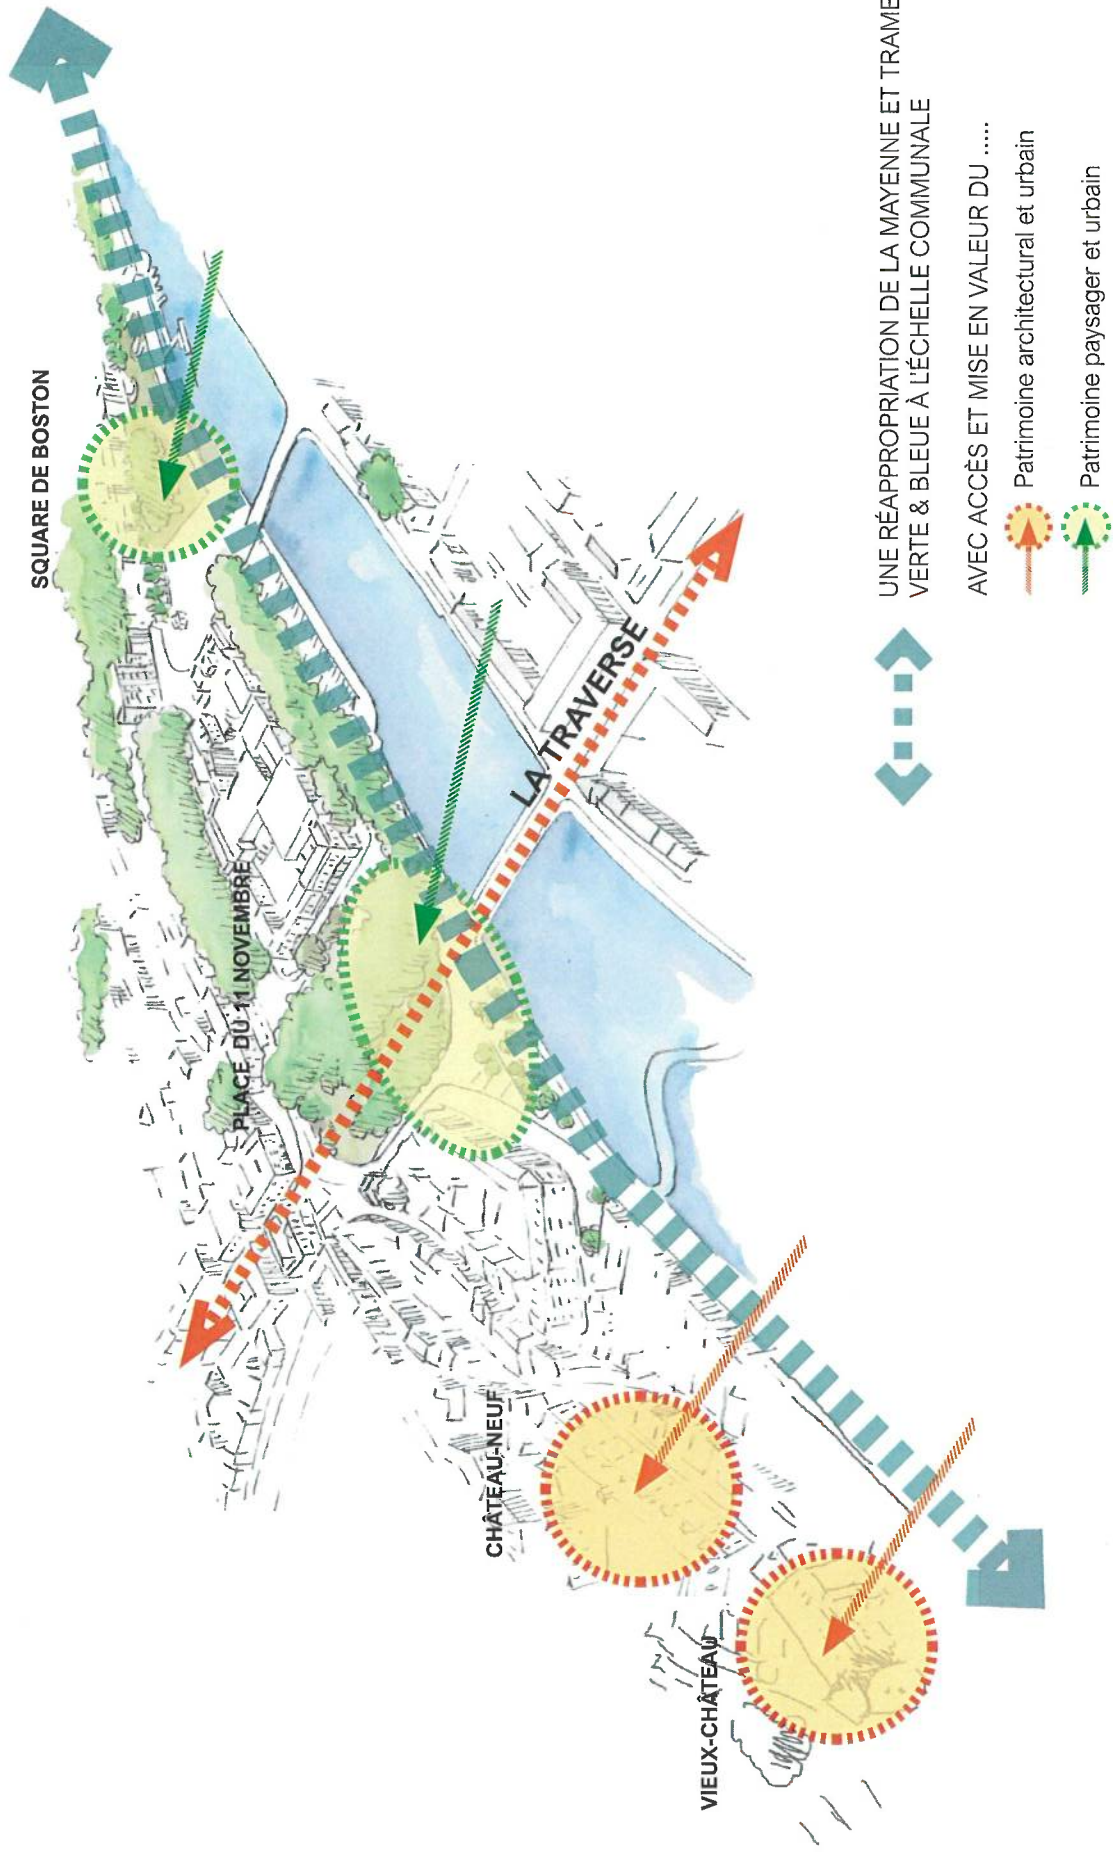 SQUARE DE BOSTON
PLACE DU 11 NOVEMBRE
LA TRAVERSE
CHÂTEAU-NEUF
VIEUX-CHÂTEAU
UNE RÉAPPROPRIATION DE LA MAYENNE ET TRAME
VERTE & BLEUE À L'ÉCHELLE COMMUNALE
AVEC ACCÈS ET MISE EN VALEUR DU .....
Patrimoine architectural et urbain
Patrimoine paysager et urbain